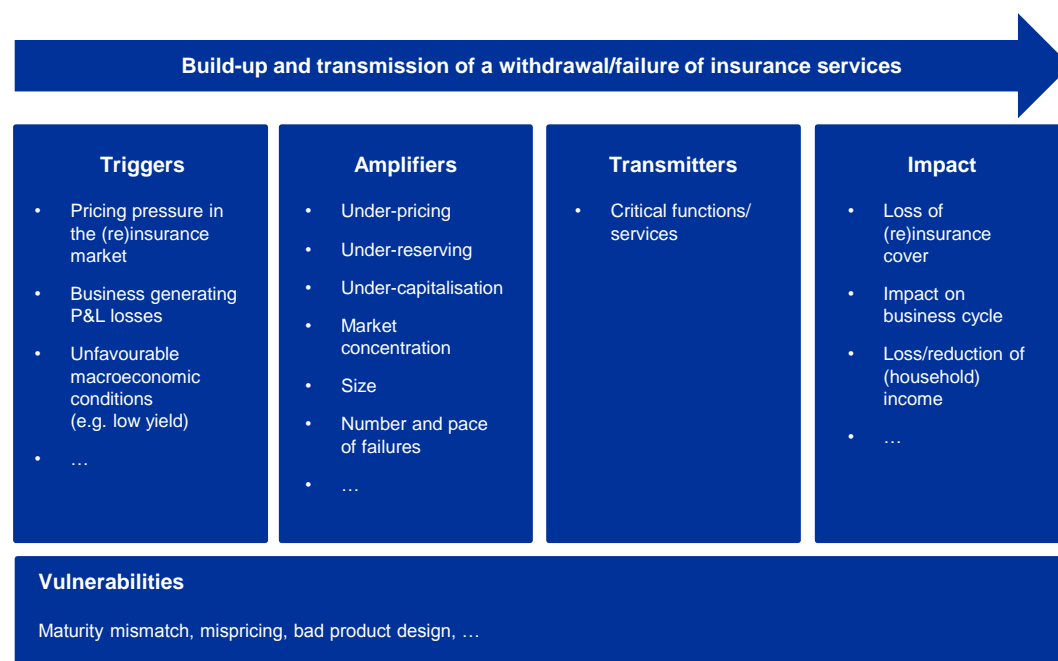 Build-up and transmission of a withdrawal/failure of insurance services
Triggers
• Pricing pressure in
the (re)insurance
market
• Business generating
P&L losses
• Unfavourable
macroeconomic
conditions
(e.g. low yield)
• …
Amplifiers
• Under-pricing
• Under-reserving
• Under-capitalisation
• Market
concentration
• Size
• Number and pace
of failures
• …
Transmitters
• Critical functions/
services
Impact
• Loss of
(re)insurance
cover
• Impact on
business cycle
• Loss/reduction of
(household)
income
• …
Vulnerabilities
Maturity mismatch, mispricing, bad product design, …